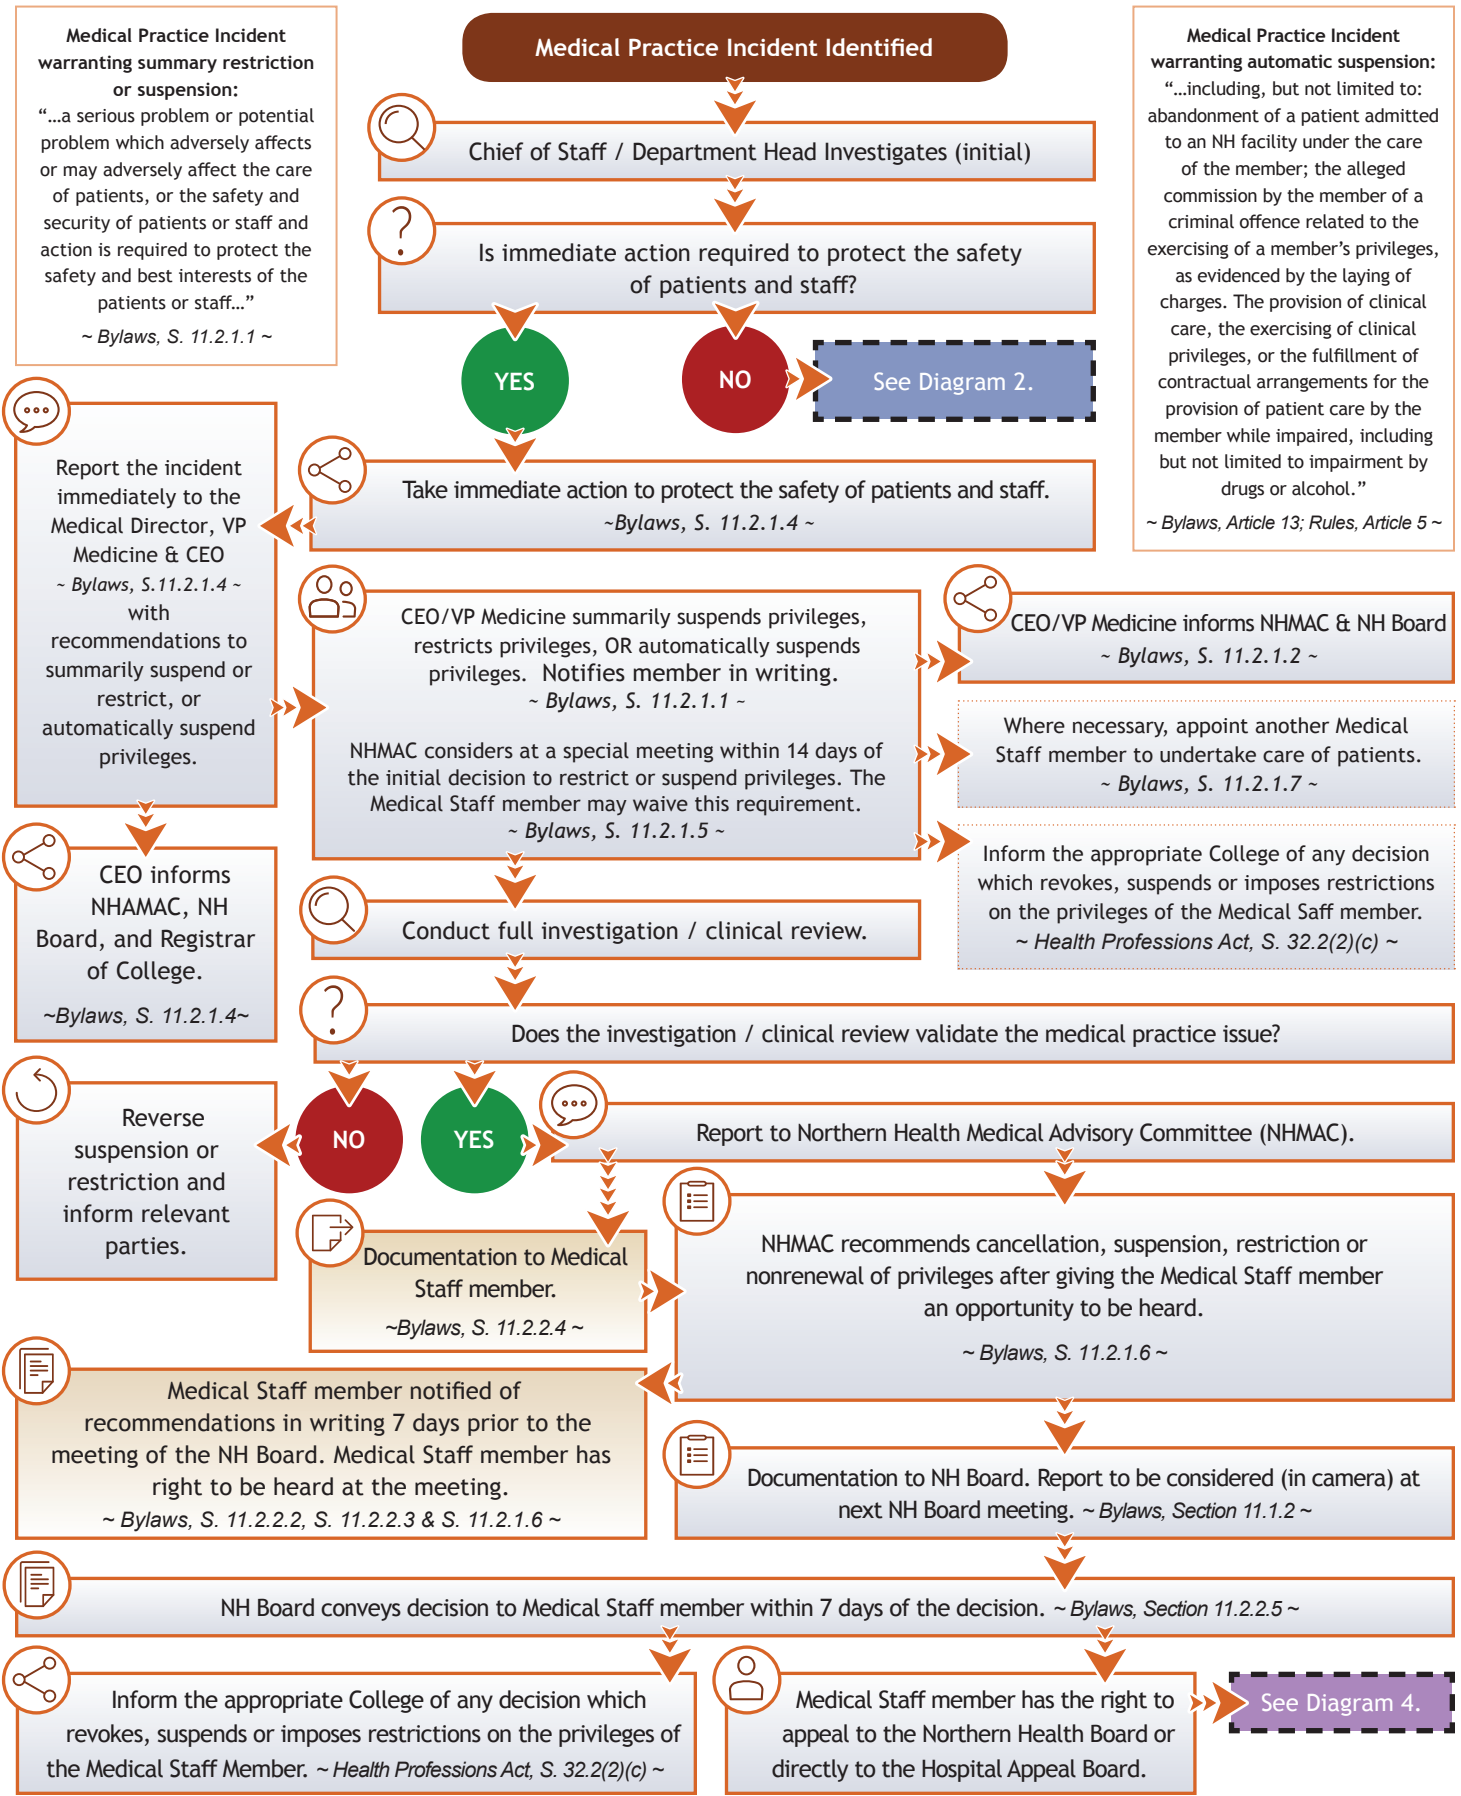 Medical Practice Incident
warranting summary restriction
or suspension:
“...a serious problem or potential
problem which adversely affects
or may adversely affect the care
of patients, or the safety and
security of patients or staff and
action is required to protect the
safety and best interests of the
patients or staff...”
~ Bylaws, S. 11.2.1.1 ~
Medical Practice Incident Identified
Medical Practice Incident
warranting automatic suspension:
“...including, but not limited to:
abandonment of a patient admitted
to an NH facility under the care
of the member; the alleged
commission by the member of a
criminal offence related to the
exercising of a member’s privileges,
as evidenced by the laying of
charges. The provision of clinical
care, the exercising of clinical
privileges, or the fulfillment of
contractual arrangements for the
provision of patient care by the
member while impaired, including
but not limited to impairment by
drugs or alcohol.”
~ Bylaws, Article 13; Rules, Article 5 ~
Chief of Staff / Department Head Investigates (initial)
Is immediate action required to protect the safety
of patients and staff?
YES
NO
See Diagram 2.
Take immediate action to protect the safety of patients and staff.
~Bylaws, S. 11.2.1.4 ~
Report the incident
immediately to the
Medical Director, VP
Medicine & CEO
~ Bylaws, S.11.2.1.4 ~
with
recommendations to
summarily suspend or
restrict, or
automatically suspend
privileges.
CEO/VP Medicine summarily suspends privileges,
restricts privileges, OR automatically suspends
privileges. Notifies member in writing.
~ Bylaws, S. 11.2.1.1 ~
NHMAC considers at a special meeting within 14 days of
the initial decision to restrict or suspend privileges. The
Medical Staff member may waive this requirement.
~ Bylaws, S. 11.2.1.5 ~
CEO/VP Medicine informs NHMAC & NH Board
~ Bylaws, S. 11.2.1.2 ~
Where necessary, appoint another Medical
Staff member to undertake care of patients.
~ Bylaws, S. 11.2.1.7 ~
Inform the appropriate College of any decision
which revokes, suspends or imposes restrictions
on the privileges of the Medical Saff member.
~ Health Professions Act, S. 32.2(2)(c) ~
CEO informs
NHAMAC, NH
Board, and Registrar
of College.
~Bylaws, S. 11.2.1.4~
Conduct full investigation / clinical review.
Does the investigation / clinical review validate the medical practice issue?
NO
YES
Reverse
suspension or
restriction and
inform relevant
parties.
Report to Northern Health Medical Advisory Committee (NHMAC).
Documentation to Medical
Staff member.
~Bylaws, S. 11.2.2.4 ~
NHMAC recommends cancellation, suspension, restriction or
nonrenewal of privileges after giving the Medical Staff member
an opportunity to be heard.
~ Bylaws, S. 11.2.1.6 ~
Medical Staff member notified of
recommendations in writing 7 days prior to the
meeting of the NH Board. Medical Staff member has
right to be heard at the meeting.
~ Bylaws, S. 11.2.2.2, S. 11.2.2.3 & S. 11.2.1.6 ~
Documentation to NH Board. Report to be considered (in camera) at
next NH Board meeting. ~ Bylaws, Section 11.1.2 ~
NH Board conveys decision to Medical Staff member within 7 days of the decision. ~ Bylaws, Section 11.2.2.5 ~
Inform the appropriate College of any decision which
revokes, suspends or imposes restrictions on the privileges of
the Medical Staff Member. ~ Health Professions Act, S. 32.2(2)(c) ~
Medical Staff member has the right to
appeal to the Northern Health Board or
directly to the Hospital Appeal Board.
See Diagram 4.